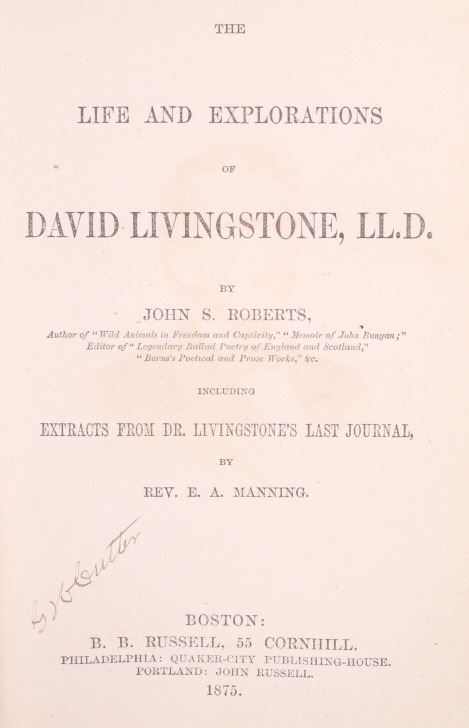 THE
LIFE AND EXPLORATIONS
OF
DAVID LIVINGSTONE, LL.D.
BY
JOHN S. ROBERTS,
Author of "Wild Animals in Freedom and Captivity," "Memoir of John Bunyan;"
Editor of "Legendary Ballad Poetry of England and Scotland,"
"Burns's Poetical and Prose Works," &c.
INCLUDING
EXTRACTS FROM DR. LIVINGSTONE'S LAST JOURNAL,
BY
REV. E. A. MANNING.
Cutter
BOSTON:
B. B. RUSSELL, 55 CORNHILL.
PHILADELPHIA: QUAKER-CITY PUBLISHING-HOUSE.
PORTLAND: JOHN RUSSELL.
1875.